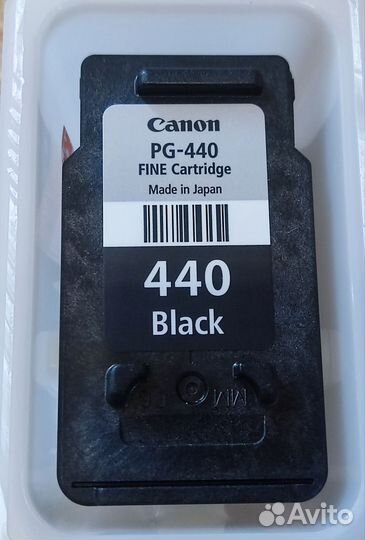 Canon
PG-440
FINE Cartridge
Made in Japan
440
Black
Avito